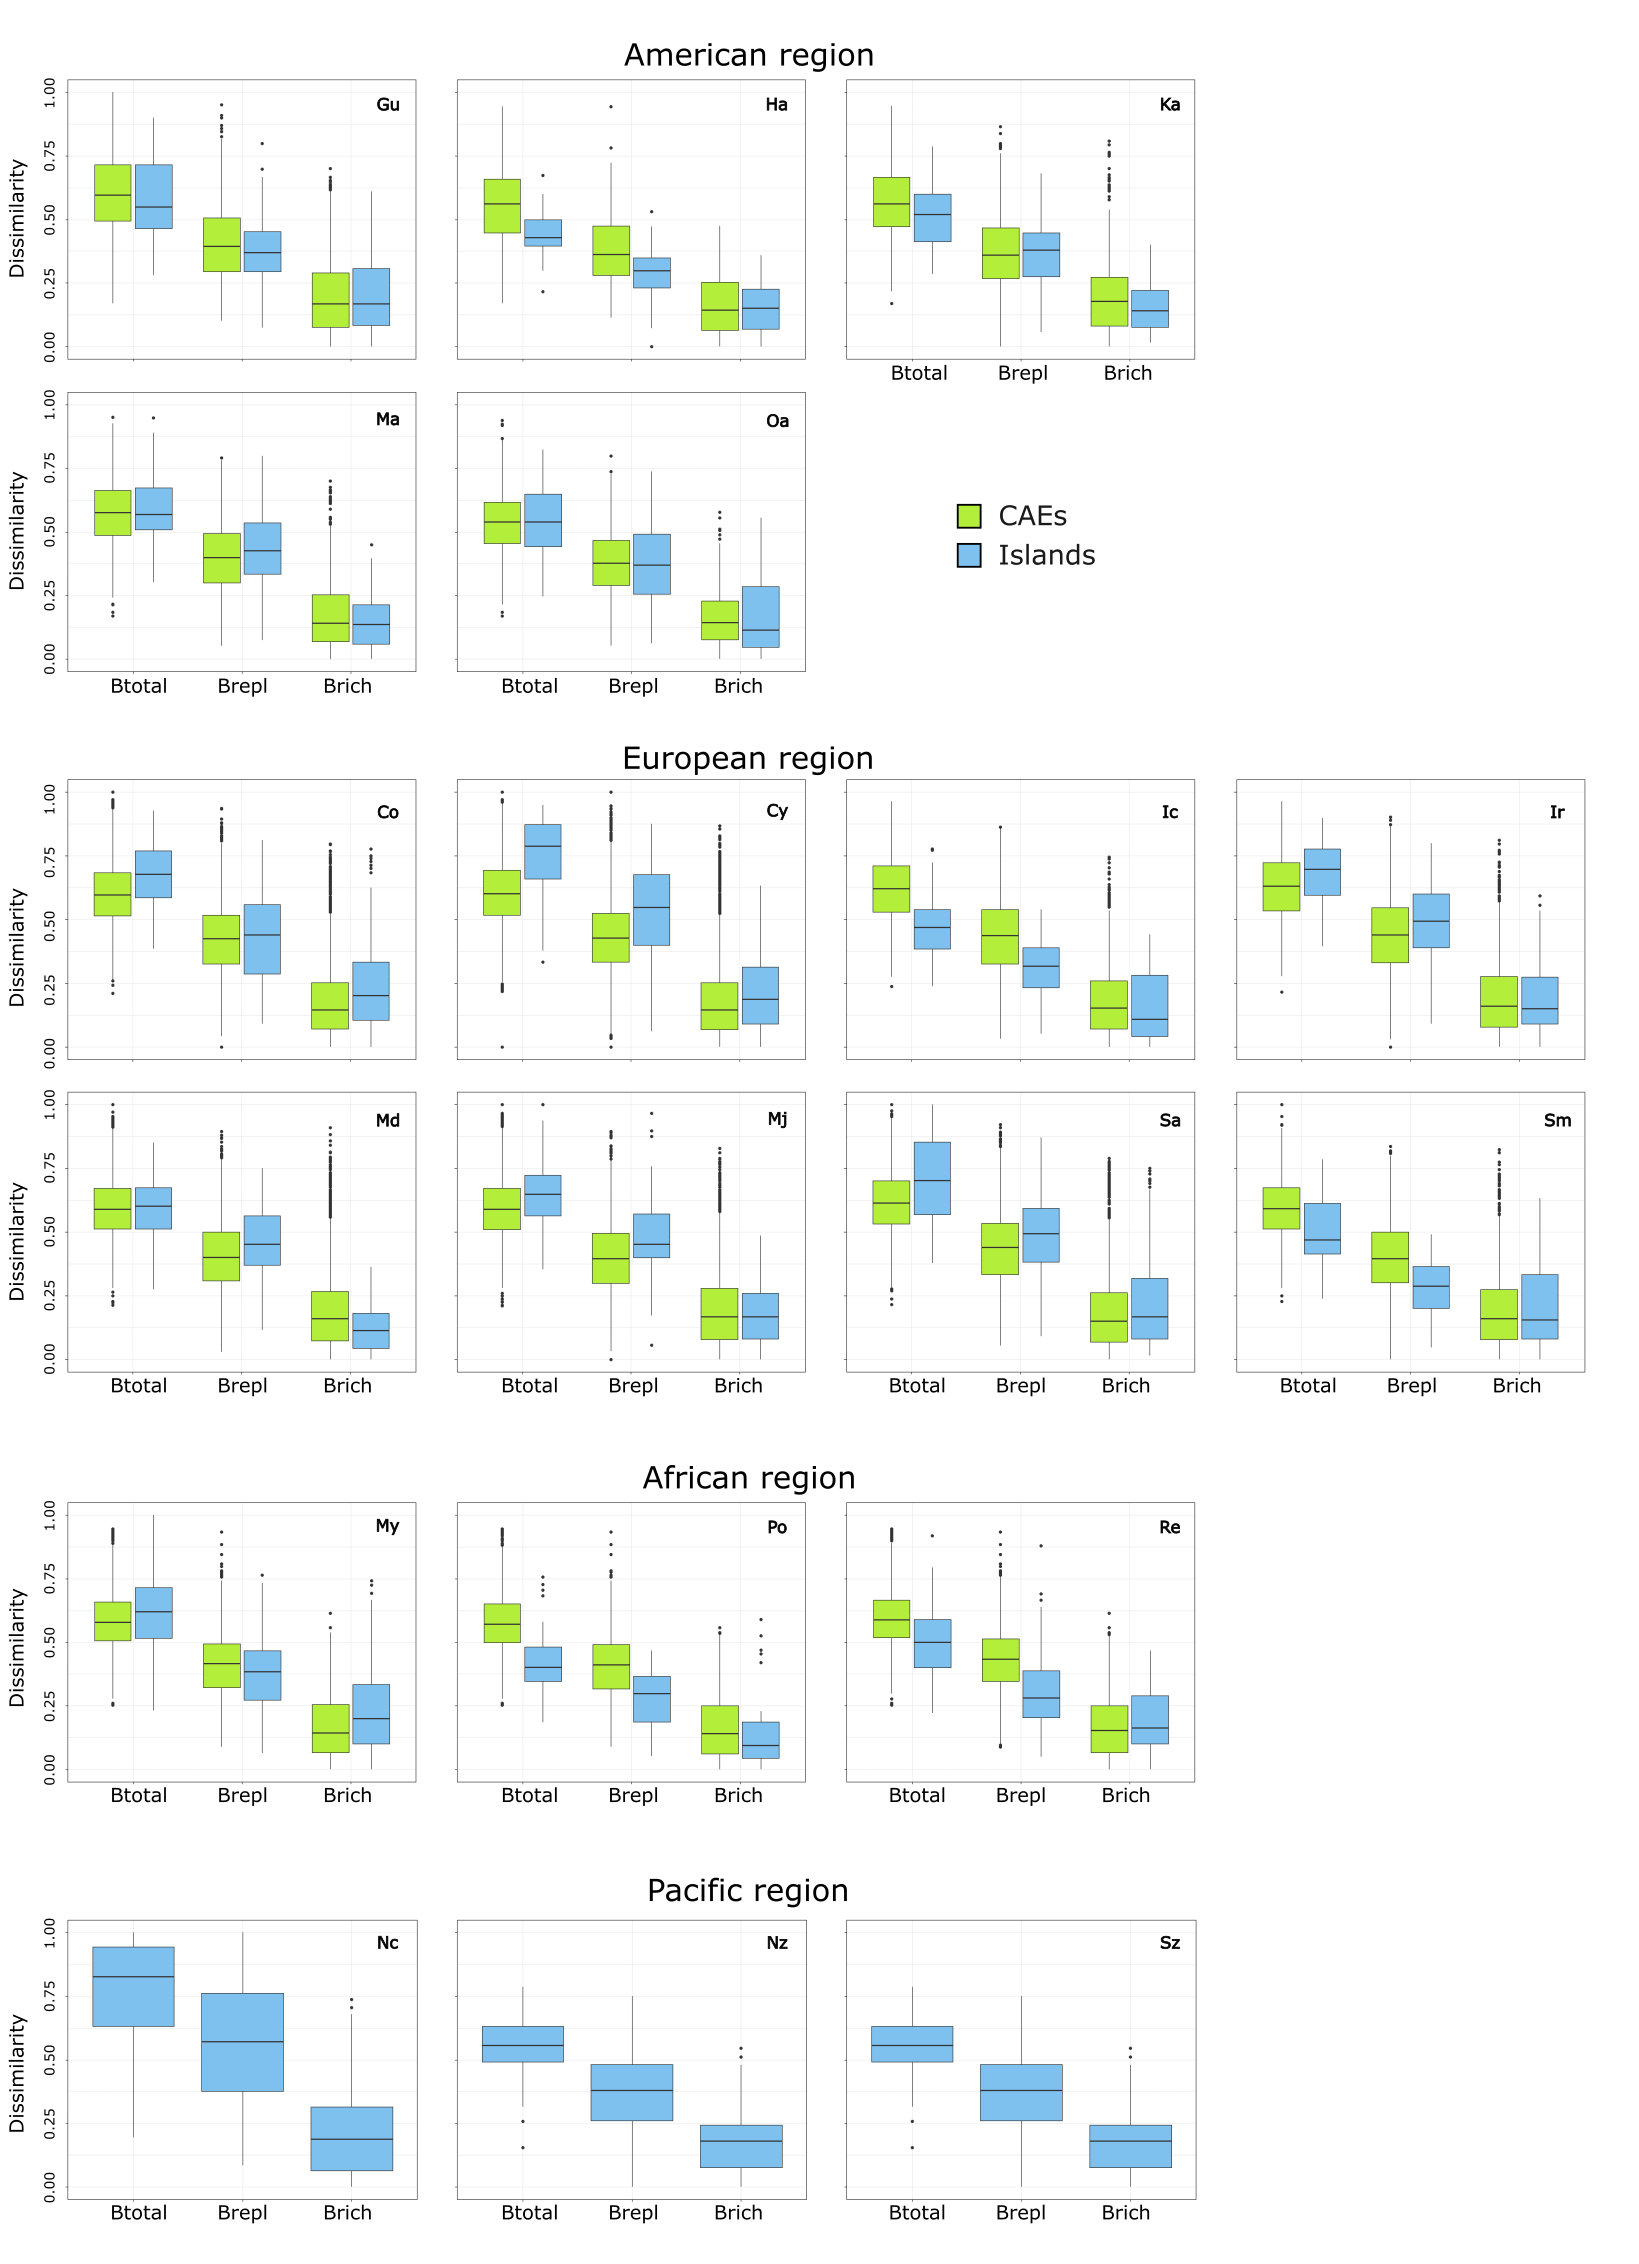 American region
Dissimilarity
1.00
0.75
0.50
0.25
0.00
Gu
Ha
Ka
Btotal Brepl Brich
Dissimilarity
1.00
0.75
0.50
0.25
0.00
Ma
Oa
Btotal Brepl Brich
Btotal Brepl Brich
CAEs
Islands
European region
Dissimilarity
1.00
0.75
0.50
0.25
0.00
Co
Cy
Ic
Ir
Dissimilarity
1.00
0.75
0.50
0.25
0.00
Md
Mj
Sa
Sm
Btotal Brepl Brich
Btotal Brepl Brich
Btotal Brepl Brich
Btotal Brepl Brich
African region
Dissimilarity
1.00
0.75
0.50
0.25
0.00
My
Po
Re
Btotal Brepl Brich
Btotal Brepl Brich
Btotal Brepl Brich
Pacific region
Dissimilarity
1.00
0.75
0.50
0.25
0.00
Nc
Nz
Sz
Btotal Brepl Brich
Btotal Brepl Brich
Btotal Brepl Brich